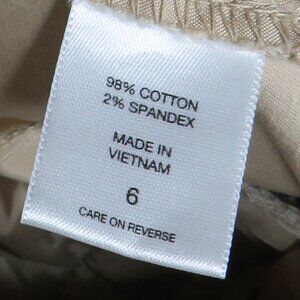 98% COTTON
2% SPANDEX
MADE IN
VIETNAM
6
CARE ON REVERSE